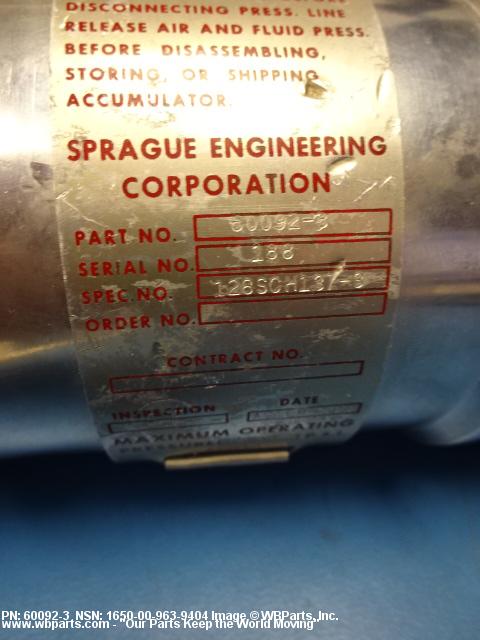 DISCONNECTING PRESS. LINE
RELEASE AIR AND FLUID PRESS.
BEFORE DISASSEMBLING,
STORING, OR SHIPPING
ACCUMULATOR.
SPRAGUE ENGINEERING
CORPORATION
PART NO. 60092-3
SERIAL NO. 188
SPEC. NO. 128SCH137-3
ORDER NO.
CONTRACT NO.
INSPECTION DATE
MAXIMUM OPERATING
PRESSURE
PN: 60092-3 NSN: 1650-00-963-9404 Image ©WBParts, Inc.
www.wbparts.com - "Our Parts Keep the World Moving"